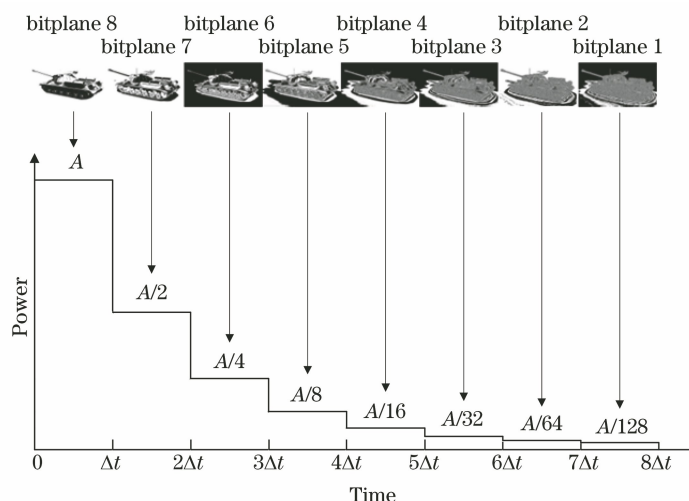 bitplane 8 bitplane 6 bitplane 4 bitplane 2
bitplane 7 bitplane 5 bitplane 3 bitplane 1
A
A/2
A/4
A/8
A/16
A/32
A/64
A/128
Power
0 Δt 2Δt 3Δt 4Δt 5Δt 6Δt 7Δt 8Δt
Time